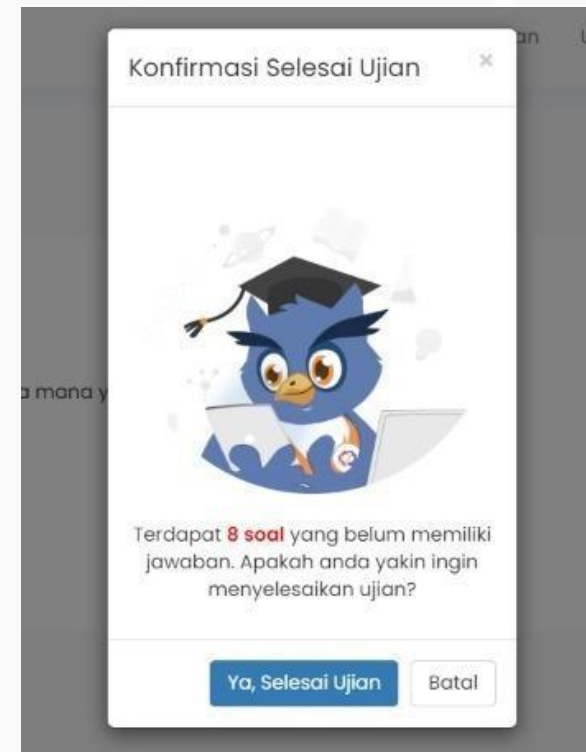 Konfirmasi Selesai Ujian ×
a mana y
Terdapat 8 soal yang belum memiliki
jawaban. Apakah anda yakin ingin
menyelesaikan ujian?
Ya, Selesai Ujian Batal